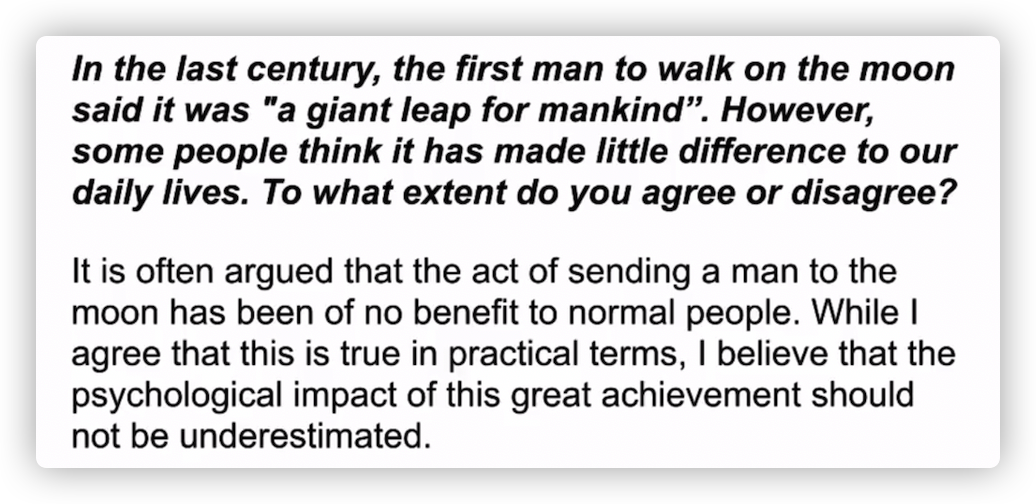 In the last century, the first man to walk on the moon
said it was "a giant leap for mankind”. However,
some people think it has made little difference to our
daily lives. To what extent do you agree or disagree?
It is often argued that the act of sending a man to the
moon has been of no benefit to normal people. While I
agree that this is true in practical terms, I believe that the
psychological impact of this great achievement should
not be underestimated.